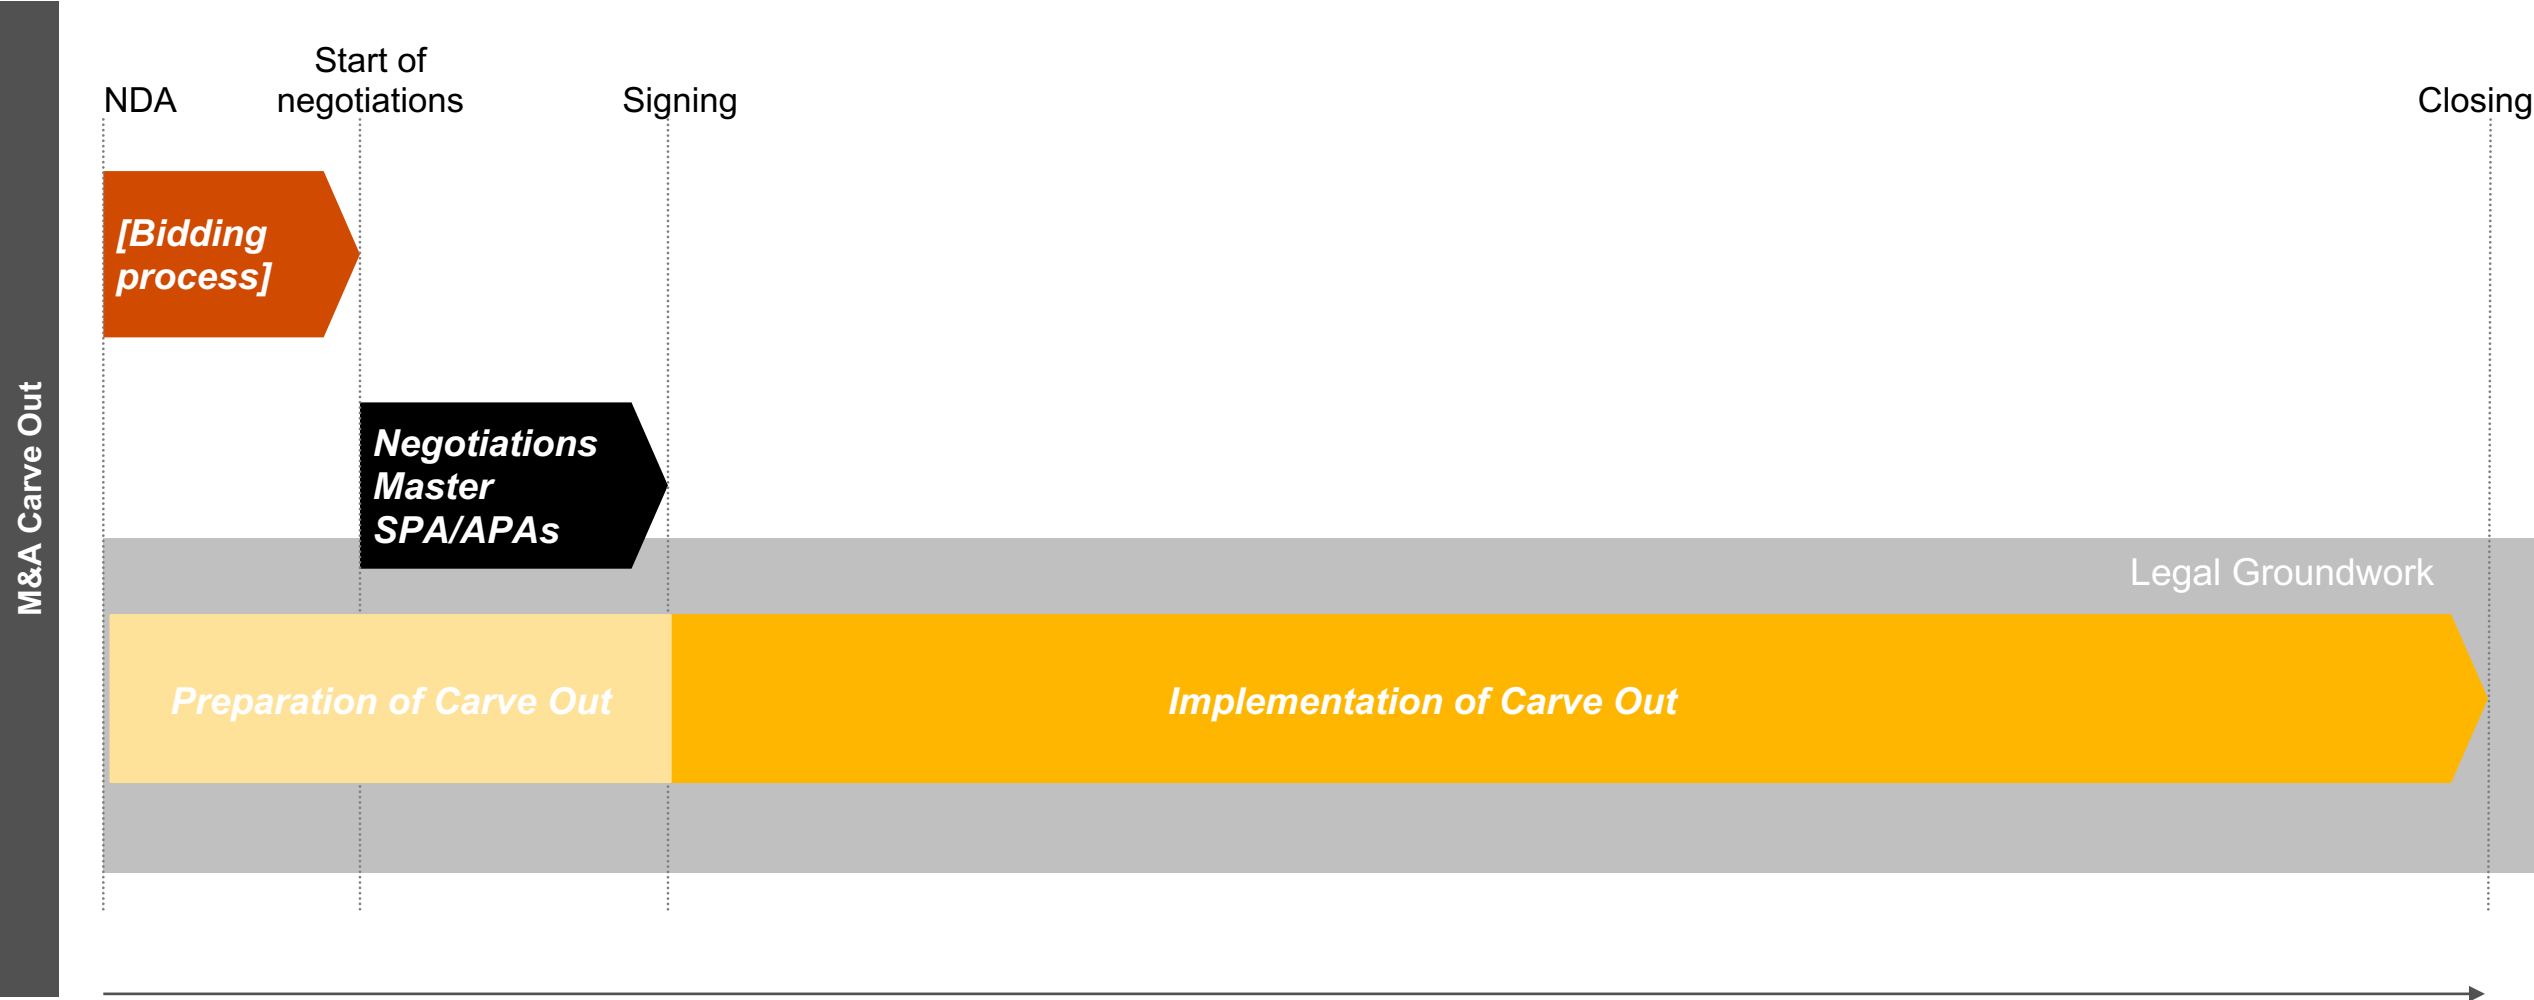 M&A Carve Out
NDA
Start of
negotiations
Signing
Closing
[Bidding
process]
Negotiations
Master
SPA/APAs
Legal Groundwork
Preparation of Carve Out
Implementation of Carve Out